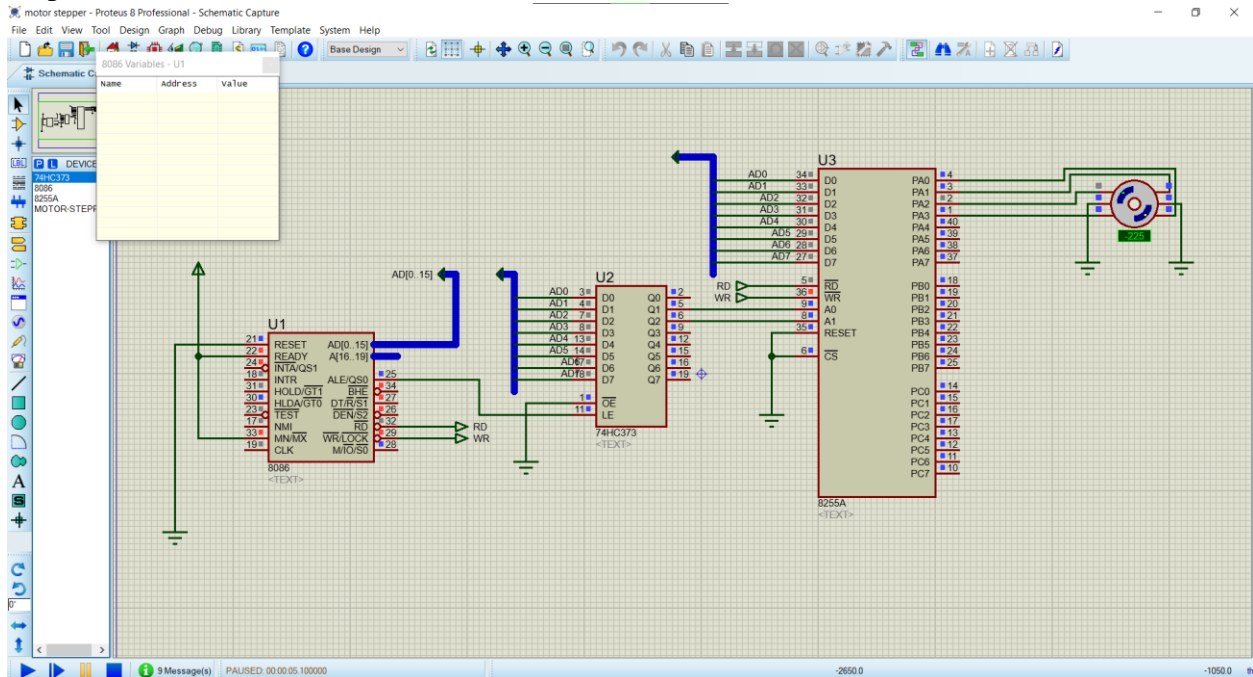 motor stepper - Proteus 8 Professional - Schematic Capture
File Edit View Tool Design Graph Debug Library Template System Help
Base Design
Schematic C
8086 Variables - U1
Name Address Value
P L DEVICE
74HC373
8086
8255A
MOTOR-STEPP
LBL
A
S
0°
U1
21 RESET AD[0..15]
22 READY A[16..19]
24 INTA/QS1
18 INTR ALE/QS0 25
31 HOLD/GT1 BHE 34
30 HLDA/GT0 DT/R/S1 27
23 TEST DEN/S2 26
17 NMI RD 32
33 MN/MX WR/LOCK 29
19 CLK M/IO/S0 28
8086
<TEXT>
RD
WR
AD[0..15]
U2
AD0 3 D0 Q0 2
AD1 4 D1 Q1 5
AD2 7 D2 Q2 6
AD3 8 D3 Q3 9
AD4 13 D4 Q4 12
AD5 14 D5 Q5 15
AD6 17 D6 Q6 16
AD7 18 D7 Q7 19
1 OE
11 LE
74HC373
<TEXT>
U3
AD0 34 D0 PA0 4
AD1 33 D1 PA1 3
AD2 32 D2 PA2 2
AD3 31 D3 PA3 1
AD4 30 D4 PA4 40
AD5 29 D5 PA5 39
AD6 28 D6 PA6 38
AD7 27 D7 PA7 37
RD 5 RD PB0 18
WR 36 WR PB1 19
9 A0 PB2 20
8 A1 PB3 21
35 RESET PB4 22
PB5 23
6 CS PB6 24
PB7 25
PC0 14
PC1 15
PC2 16
PC3 17
PC4 13
PC5 12
PC6 11
PC7 10
8255A
<TEXT>
-225
9 Message(s) PAUSED: 00:00:05.100000 -2650.0 -1050.0 th